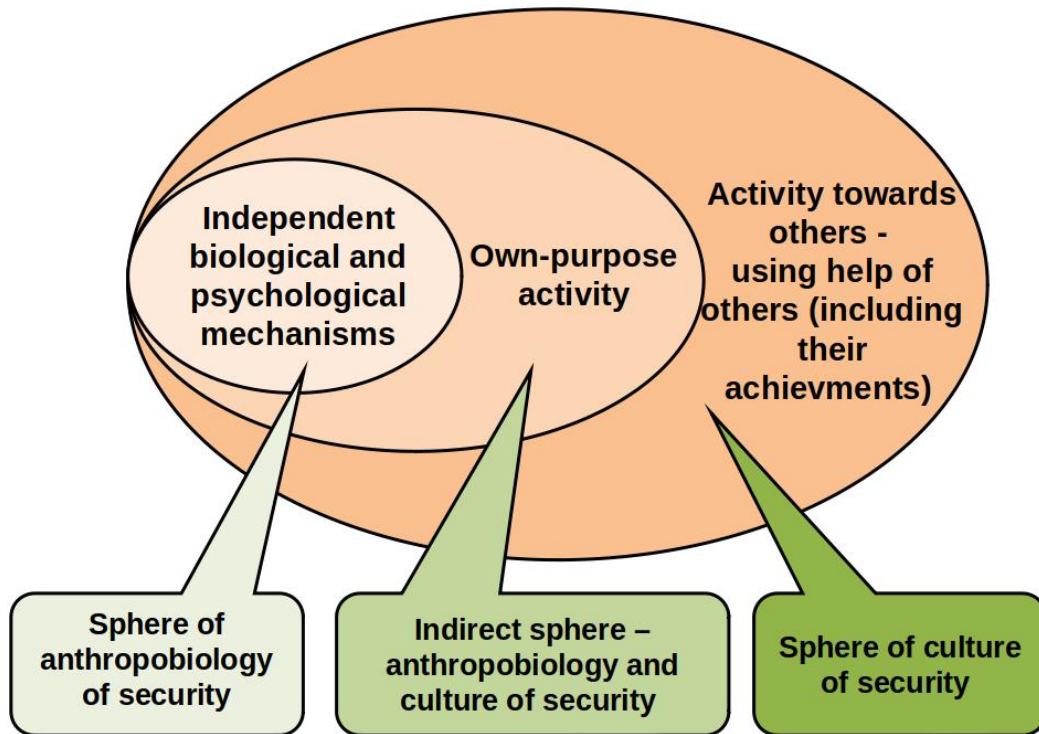 Independent
biological and
psychological
mechanisms
Own-purpose
activity
Activity towards
others -
using help of
others (including
their
achievments)
Sphere of
anthropobiology
of security
Indirect sphere –
anthropobiology and
culture of security
Sphere of culture
of security